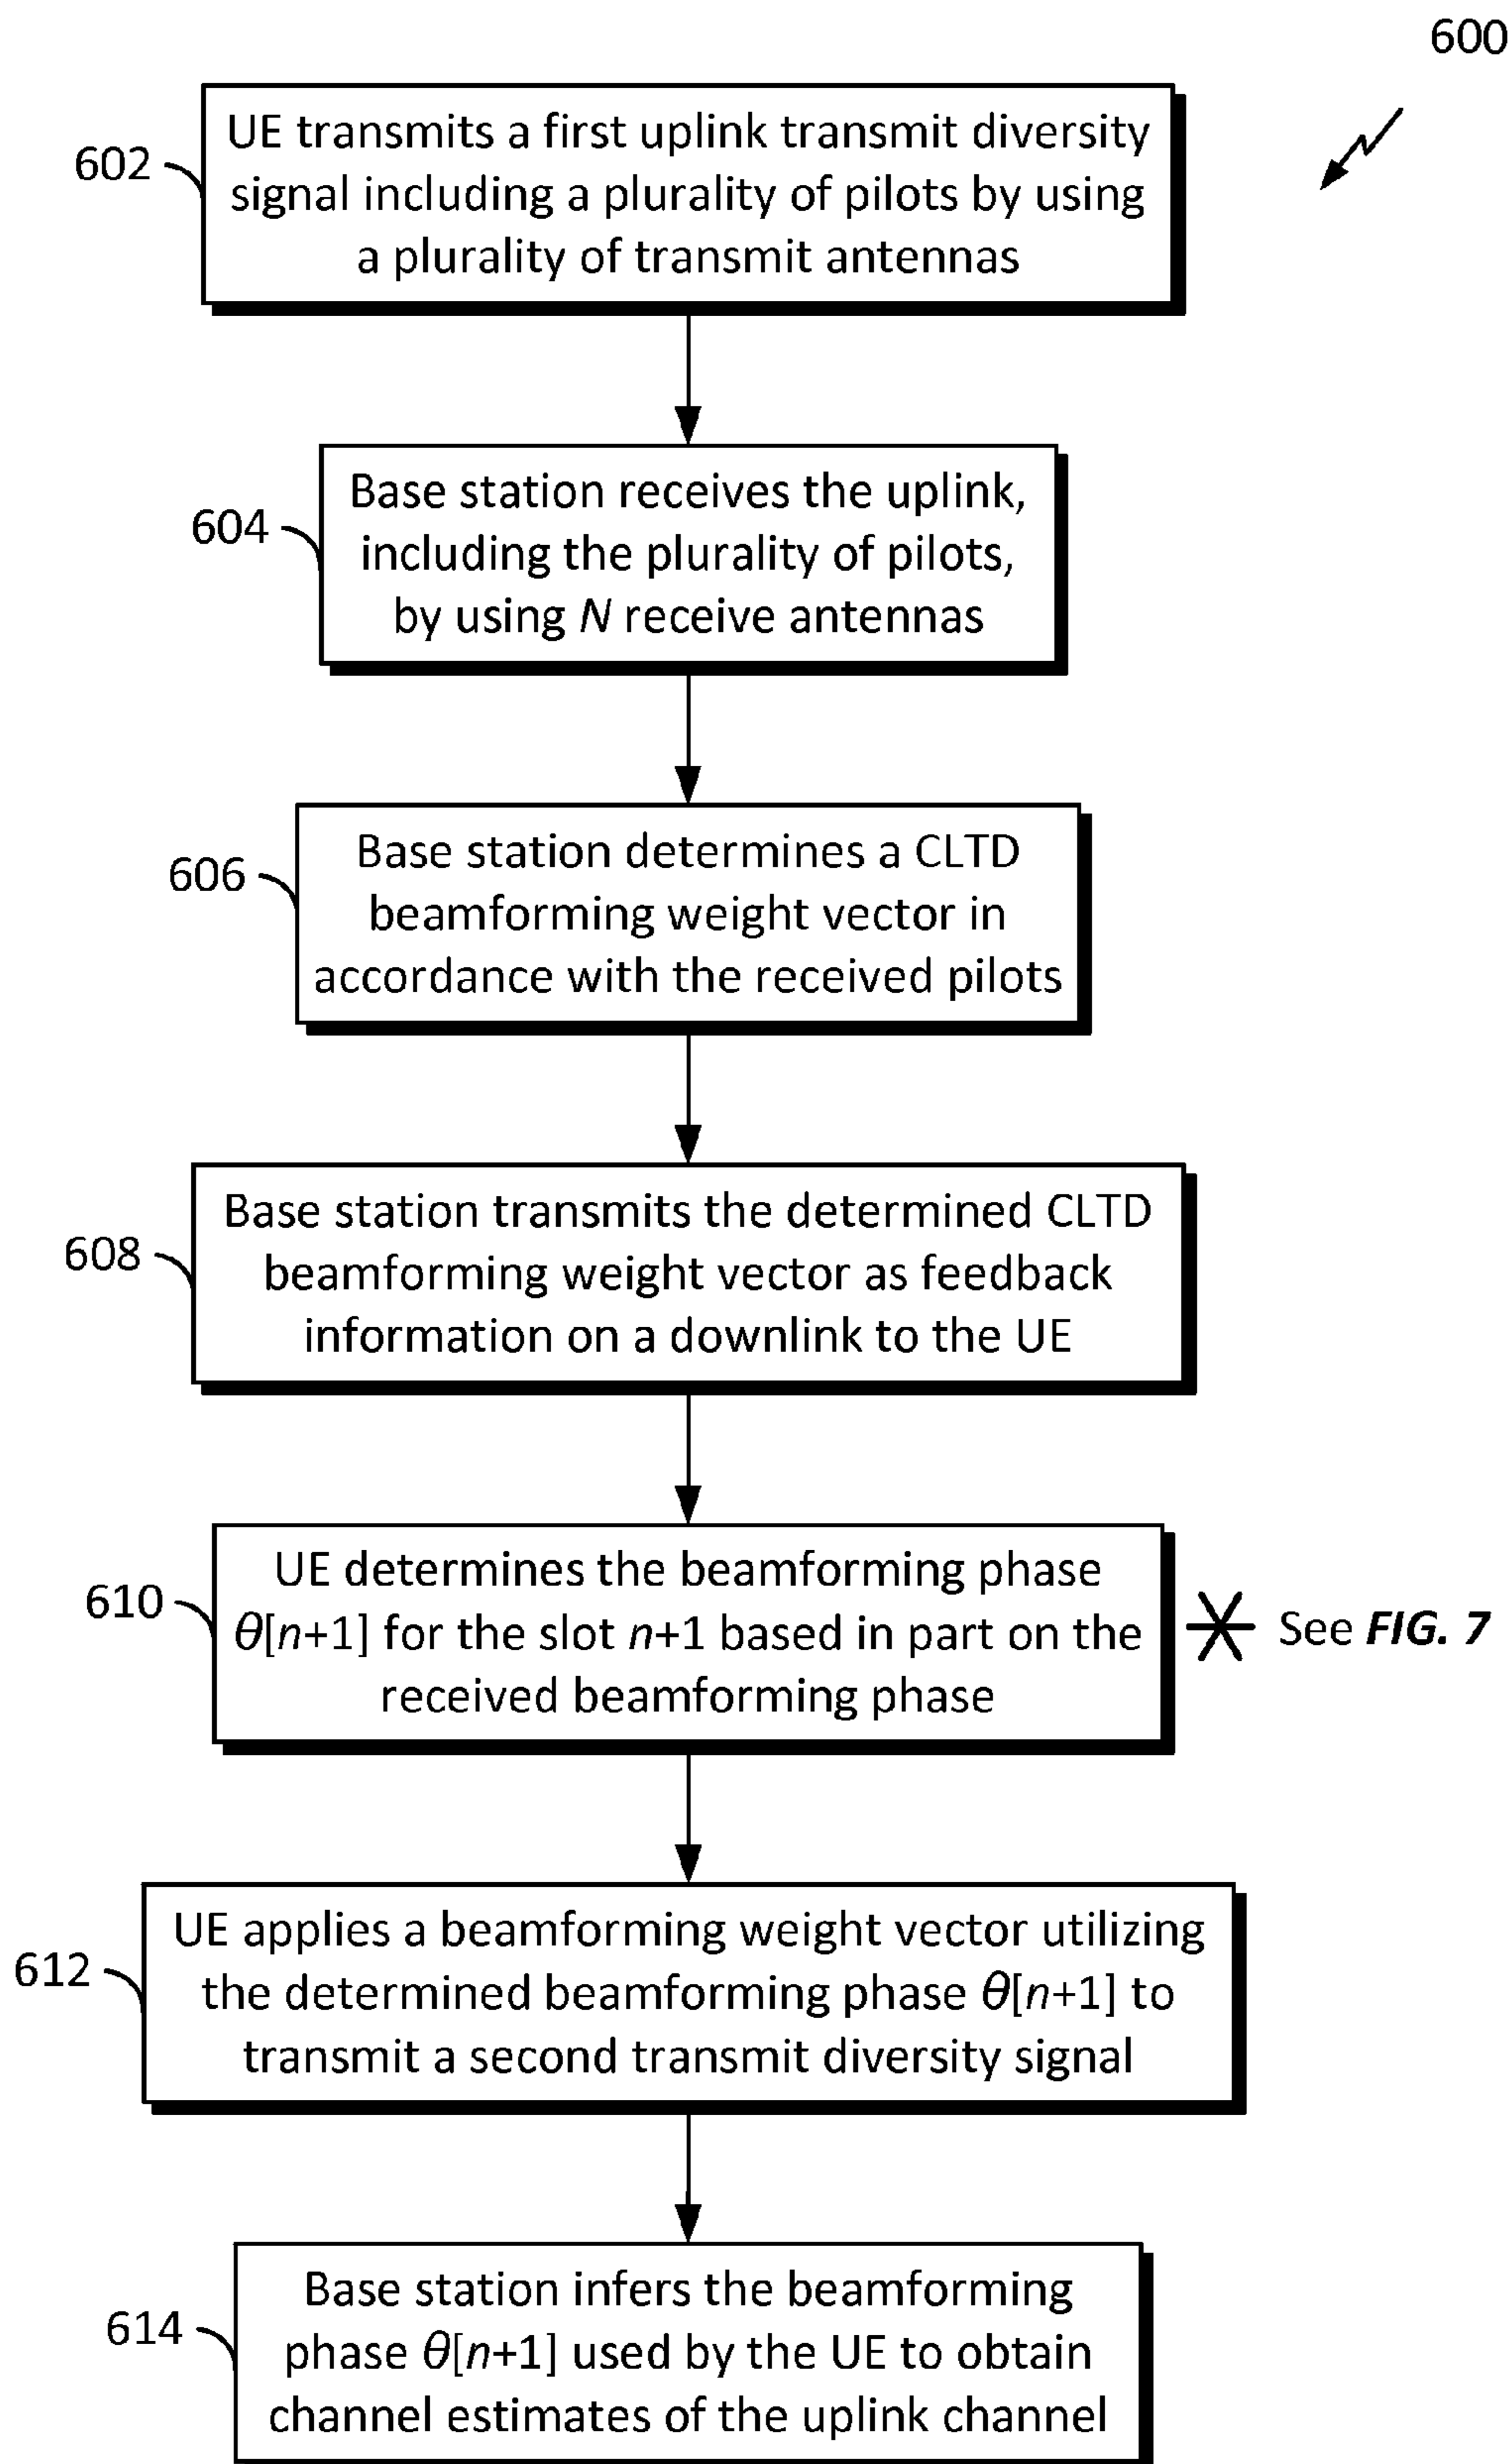 600
602
UE transmits a first uplink transmit diversity
signal including a plurality of pilots by using
a plurality of transmit antennas
604
Base station receives the uplink,
including the plurality of pilots,
by using N receive antennas
606
Base station determines a CLTD
beamforming weight vector in
accordance with the received pilots
608
Base station transmits the determined CLTD
beamforming weight vector as feedback
information on a downlink to the UE
610
UE determines the beamforming phase
θ[n+1] for the slot n+1 based in part on the
received beamforming phase
See FIG. 7
612
UE applies a beamforming weight vector utilizing
the determined beamforming phase θ[n+1] to
transmit a second transmit diversity signal
614
Base station infers the beamforming
phase θ[n+1] used by the UE to obtain
channel estimates of the uplink channel